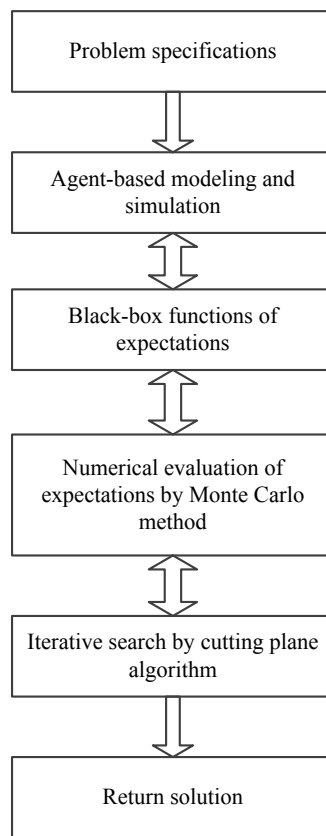 Problem specifications
Agent-based modeling and
simulation
Black-box functions of
expectations
Numerical evaluation of
expectations by Monte Carlo
method
Iterative search by cutting plane
algorithm
Return solution